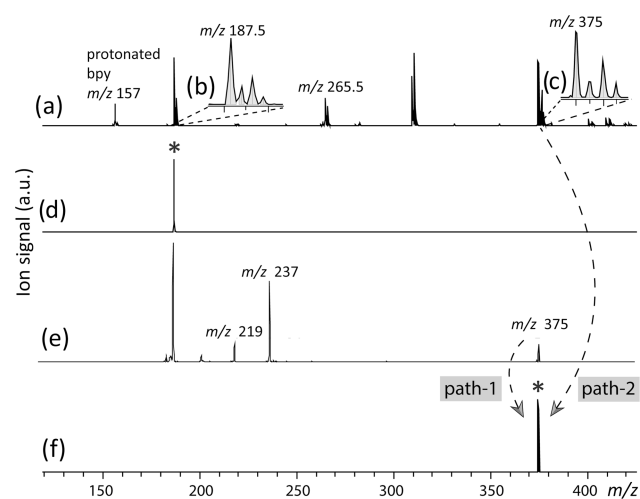 m/z 187.5
m/z 375
protonated
bpy
m/z 157
(b)
m/z 265.5
(c)
(a)
*
(d)
Ion signal (a.u.)
m/z 237
m/z 219
m/z 375
(e)
path-1
*
path-2
(f)
150 200 250 300 350 400 m/z